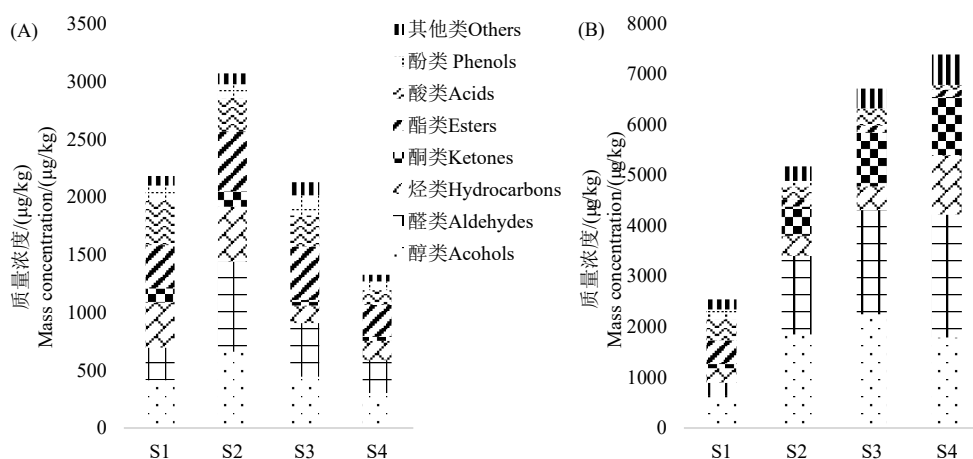 (A)
质量浓度/(μg/kg)
Mass concentration/(μg/kg)
3500
3000
2500
2000
1500
1000
500
0
S1 S2 S3 S4
其他类Others
酚类 Phenols
酸类Acids
酯类Esters
酮类Ketones
烃类Hydrocarbons
醛类Aldehydes
醇类Acohols
(B)
质量浓度/(μg/kg)
Mass concentration/(μg/kg)
8000
7000
6000
5000
4000
3000
2000
1000
0
S1 S2 S3 S4